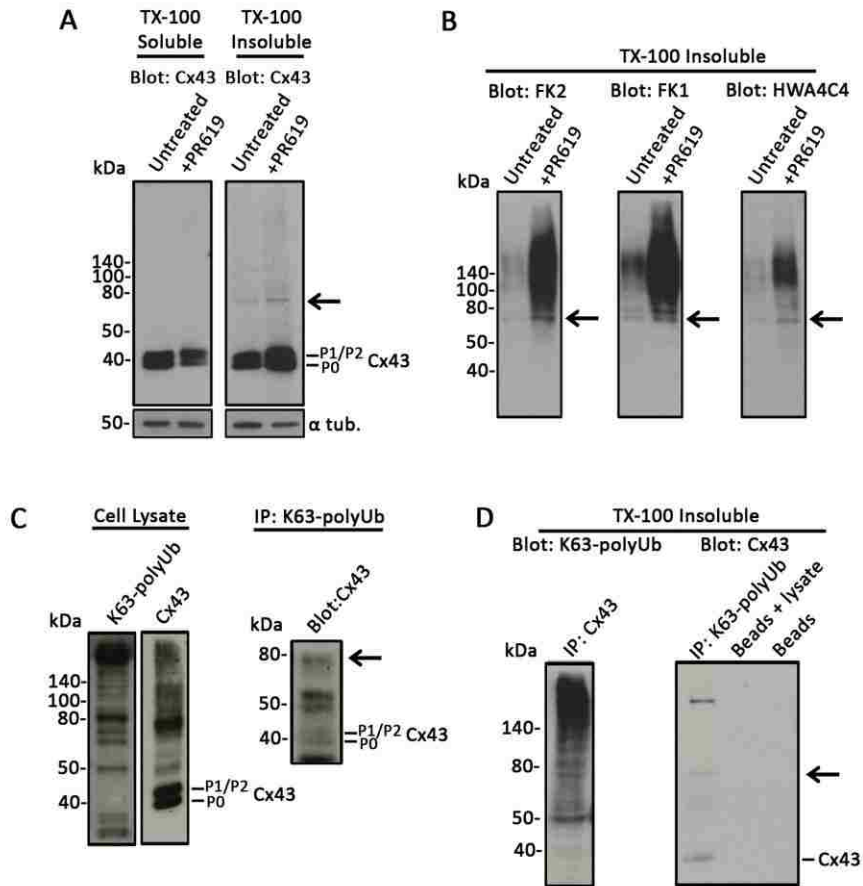 A
TX-100 Soluble
TX-100 Insoluble
Blot: Cx43
Blot: Cx43
Untreated
+PR619
Untreated
+PR619
kDa
140-
100-
80-
50-
40-
P1/P2
P0
Cx43
50-
α tub.
B
TX-100 Insoluble
Blot: FK2
Blot: FK1
Blot: HWA4C4
Untreated
+PR619
Untreated
+PR619
Untreated
+PR619
kDa
140-
100-
80-
50-
40-
C
Cell Lysate
K63-polyUb
Cx43
kDa
140-
100-
80-
50-
40-
P1/P2
P0
Cx43
IP: K63-polyUb
Blot:Cx43
kDa
80-
50-
40-
P1/P2
P0
Cx43
D
TX-100 Insoluble
Blot: K63-polyUb
Blot: Cx43
IP: Cx43
IP: K63-polyUb
Beads + lysate
Beads
kDa
140-
80-
50-
40-
Cx43